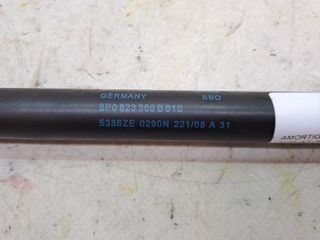 GERMANY SBO
8P0 823 359 B 01S
5386ZE 0290N 221/08 A 31